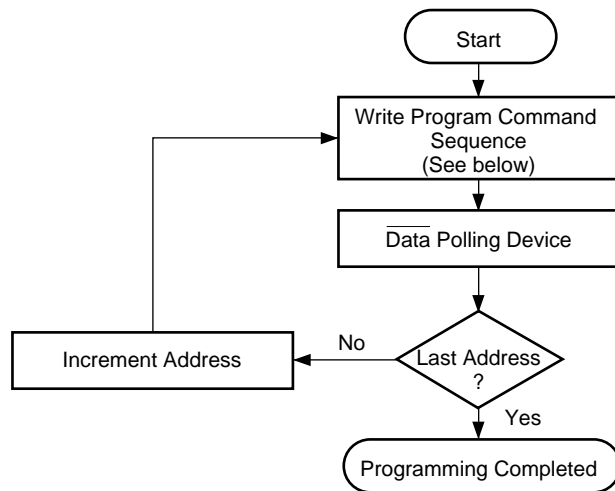 Start
Write Program Command
Sequence
(See below)
Data Polling Device
Last Address
?
No
Increment Address
Yes
Programming Completed